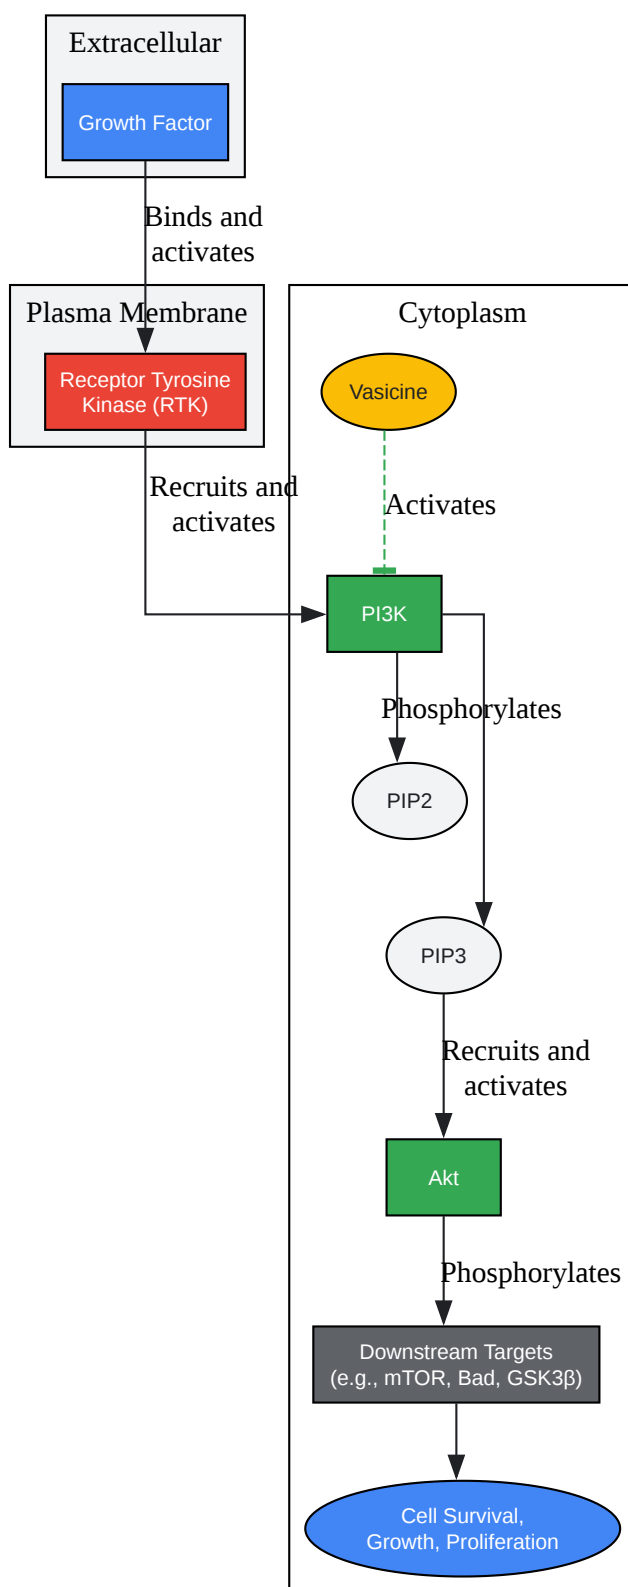 Extracellular
Growth Factor
Binds and
activates
Plasma Membrane
Receptor Tyrosine
Kinase (RTK)
Recruits and
activates
Cytoplasm
Vasicine
Activates
PI3K
Phosphorylates
PIP2
PIP3
Recruits and
activates
Akt
Phosphorylates
Downstream Targets
(e.g., mTOR, Bad, GSK3β)
Cell Survival,
Growth, Proliferation